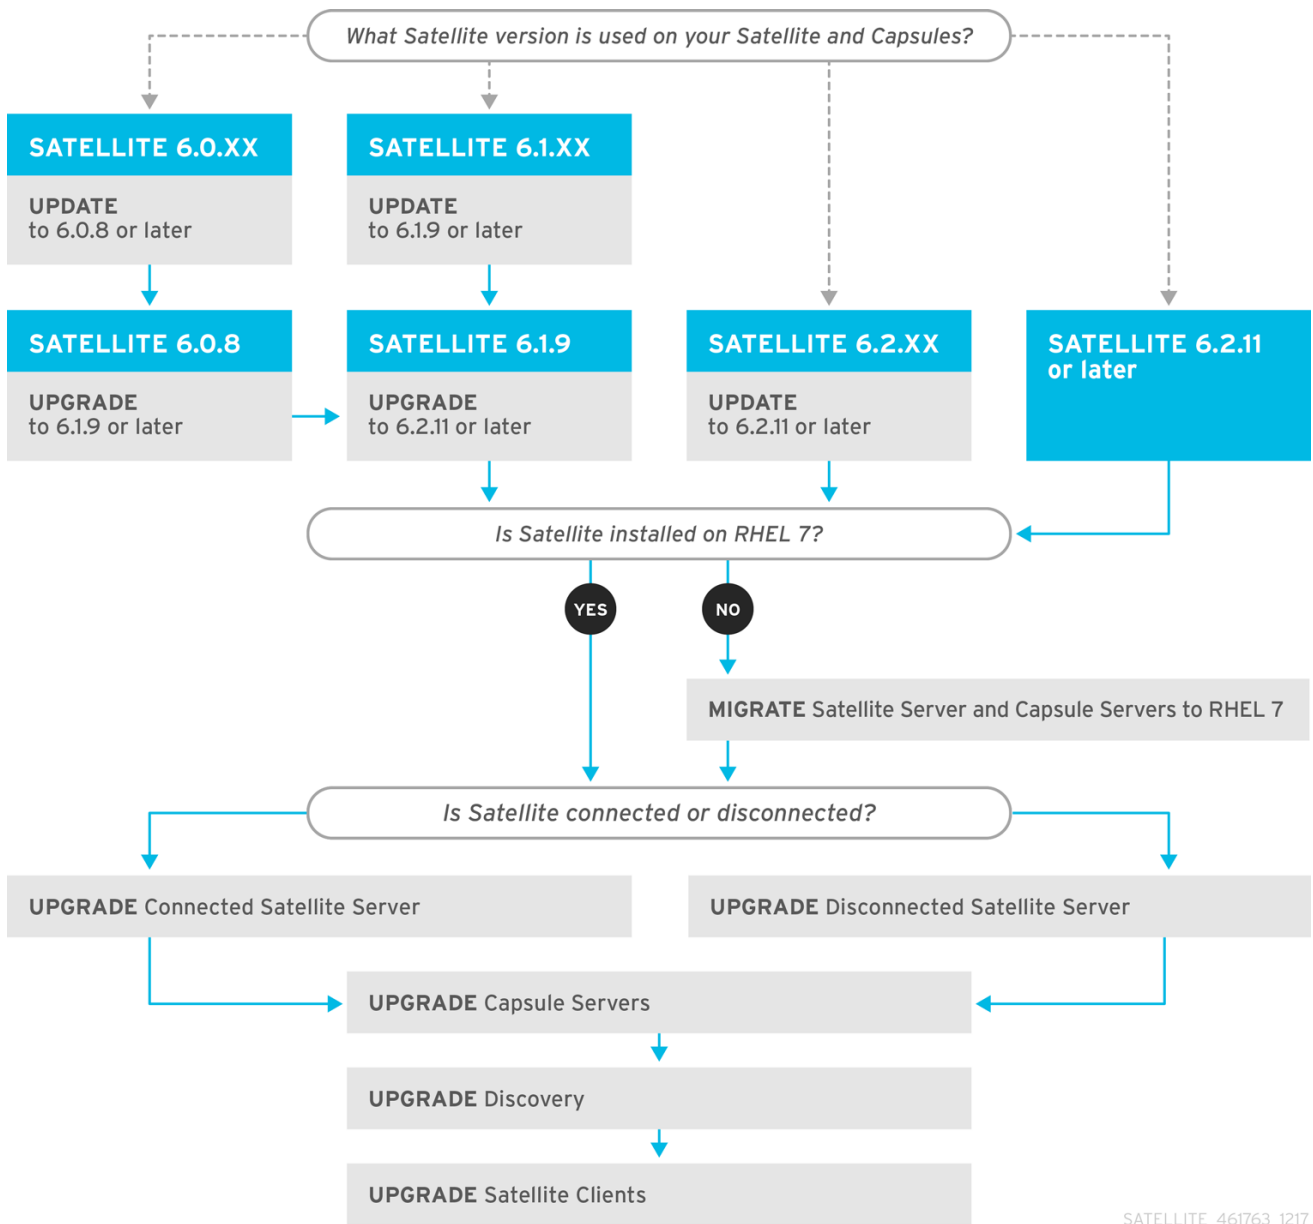 What Satellite version is used on your Satellite and Capsules?
SATELLITE 6.0.XX
UPDATE
to 6.0.8 or later
SATELLITE 6.1.XX
UPDATE
to 6.1.9 or later
SATELLITE 6.0.8
UPGRADE
to 6.1.9 or later
SATELLITE 6.1.9
UPGRADE
to 6.2.11 or later
SATELLITE 6.2.XX
UPDATE
to 6.2.11 or later
SATELLITE 6.2.11
or later
Is Satellite installed on RHEL 7?
YES
NO
MIGRATE Satellite Server and Capsule Servers to RHEL 7
Is Satellite connected or disconnected?
UPGRADE Connected Satellite Server
UPGRADE Disconnected Satellite Server
UPGRADE Capsule Servers
UPGRADE Discovery
UPGRADE Satellite Clients
SATELLITE_461763_1217